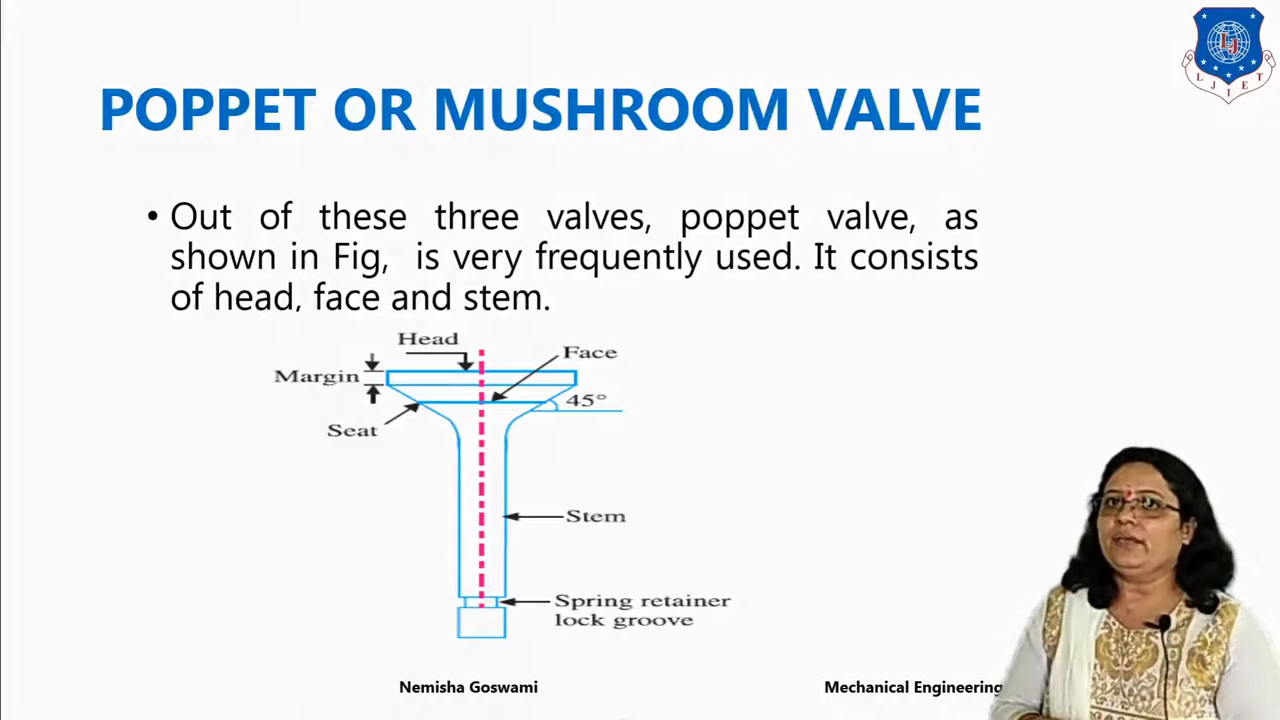 POPPET OR MUSHROOM VALVE
• Out of these three valves, poppet valve, as
shown in Fig, is very frequently used. It consists
of head, face and stem.
Head
Face
Margin
45°
Seat
Stem
Spring retainer
lock groove
Nemisha Goswami
Mechanical Engineering
LJ
L J I E T